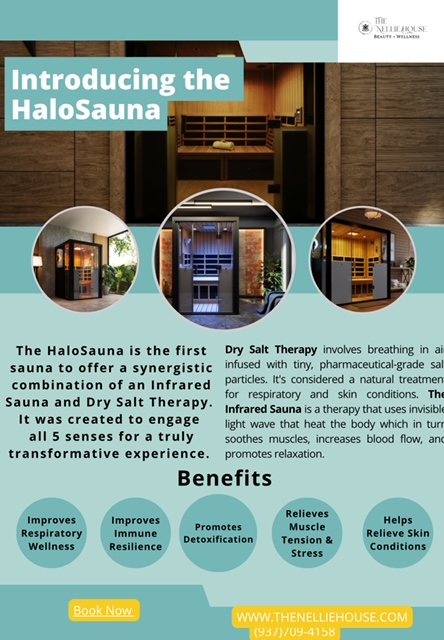 THE
NELLIEHOUSE
BEAUTY + WELLNESS
Introducing the
HaloSauna
The HaloSauna is the first
sauna to offer a synergistic
combination of an Infrared
Sauna and Dry Salt Therapy.
It was created to engage
all 5 senses for a truly
transformative experience.
Dry Salt Therapy involves breathing in air
infused with tiny, pharmaceutical-grade salt
particles. It's considered a natural treatment
for respiratory and skin conditions. The
Infrared Sauna is a therapy that uses invisible
light wave that heat the body which in turn
soothes muscles, increases blood flow, and
promotes relaxation.
Benefits
Improves
Respiratory
Wellness
Improves
Immune
Resilience
Promotes
Detoxification
Relieves
Muscle
Tension &
Stress
Helps
Relieve Skin
Conditions
Book Now
WWW.THENELLIEHOUSE.COM
(937)709-4158